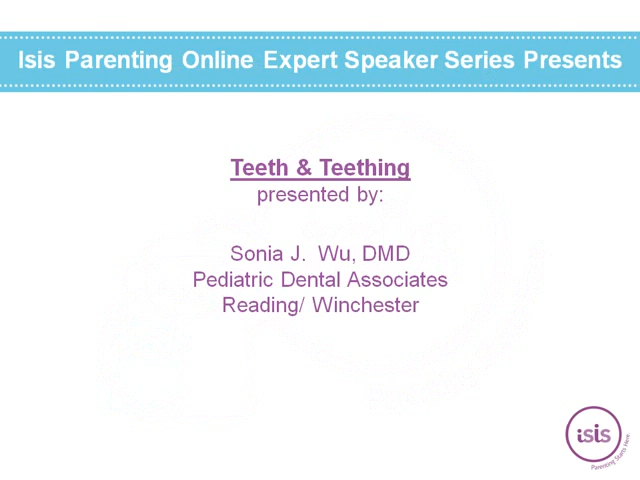 Isis Parenting Online Expert Speaker Series Presents
Teeth & Teething
presented by:
Sonia J. Wu, DMD
Pediatric Dental Associates
Reading/ Winchester
isis
Parenting Starts Here